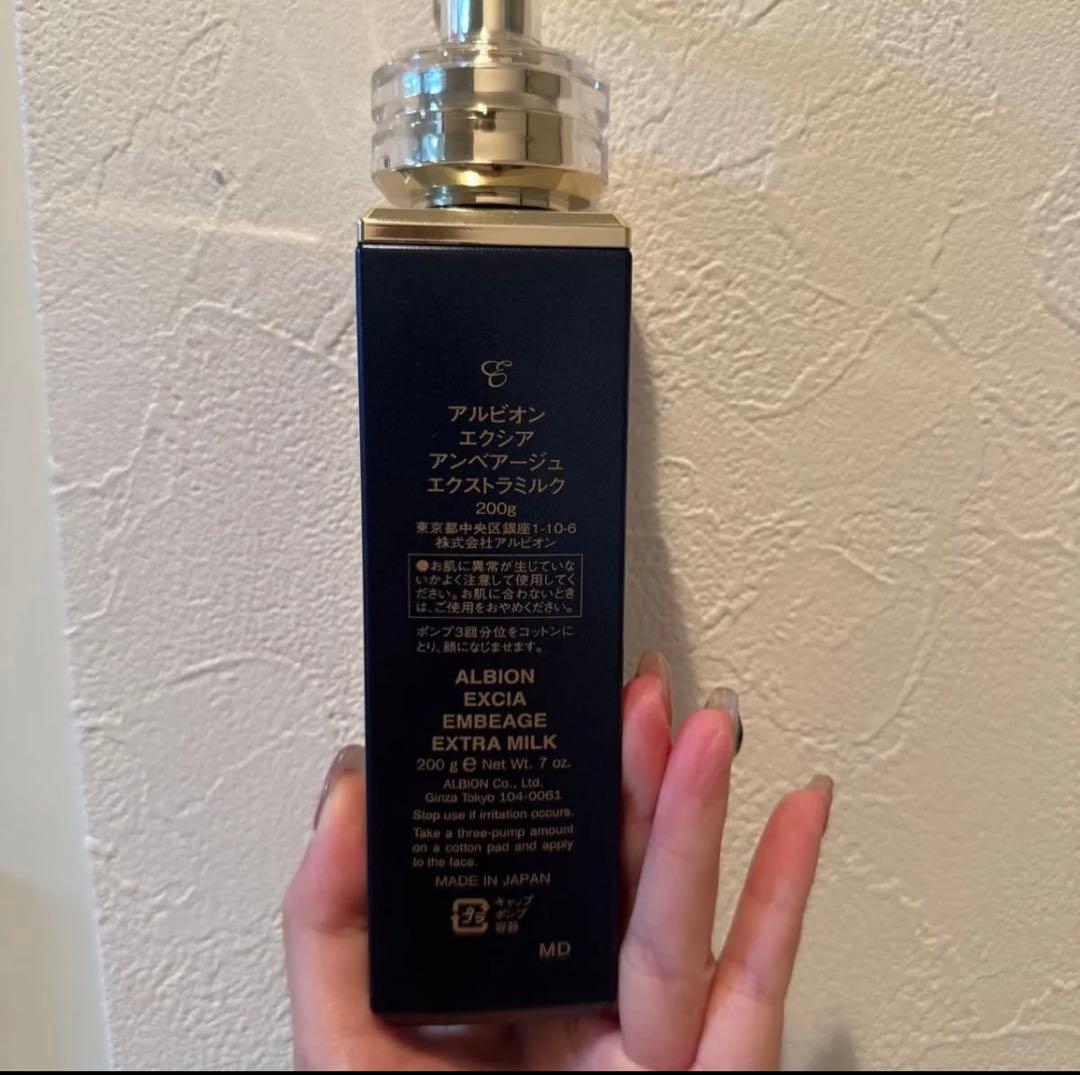 E
アルビオン
エクシア
アンベアージュ
エクストラミルク
200g
東京都中央区銀座1-10-6
株式会社アルビオン
●お肌に異常が生じていな
いかよく注意して使用してく
ださい。お肌に合わないとき
は、ご使用をおやめください。
ポンプ3回分位をコットンに
とり、顔になじませます。
ALBION
EXCIA
EMBEAGE
EXTRA MILK
200 g e Net Wt. 7 oz.
ALBION Co., Ltd.
Ginza Tokyo 104-0061
Stop use if irritation occurs.
Take a three-pump amount
on a cotton pad and apply
to the face.
MADE IN JAPAN
プラ
キャップ
ポンプ
容器
MD